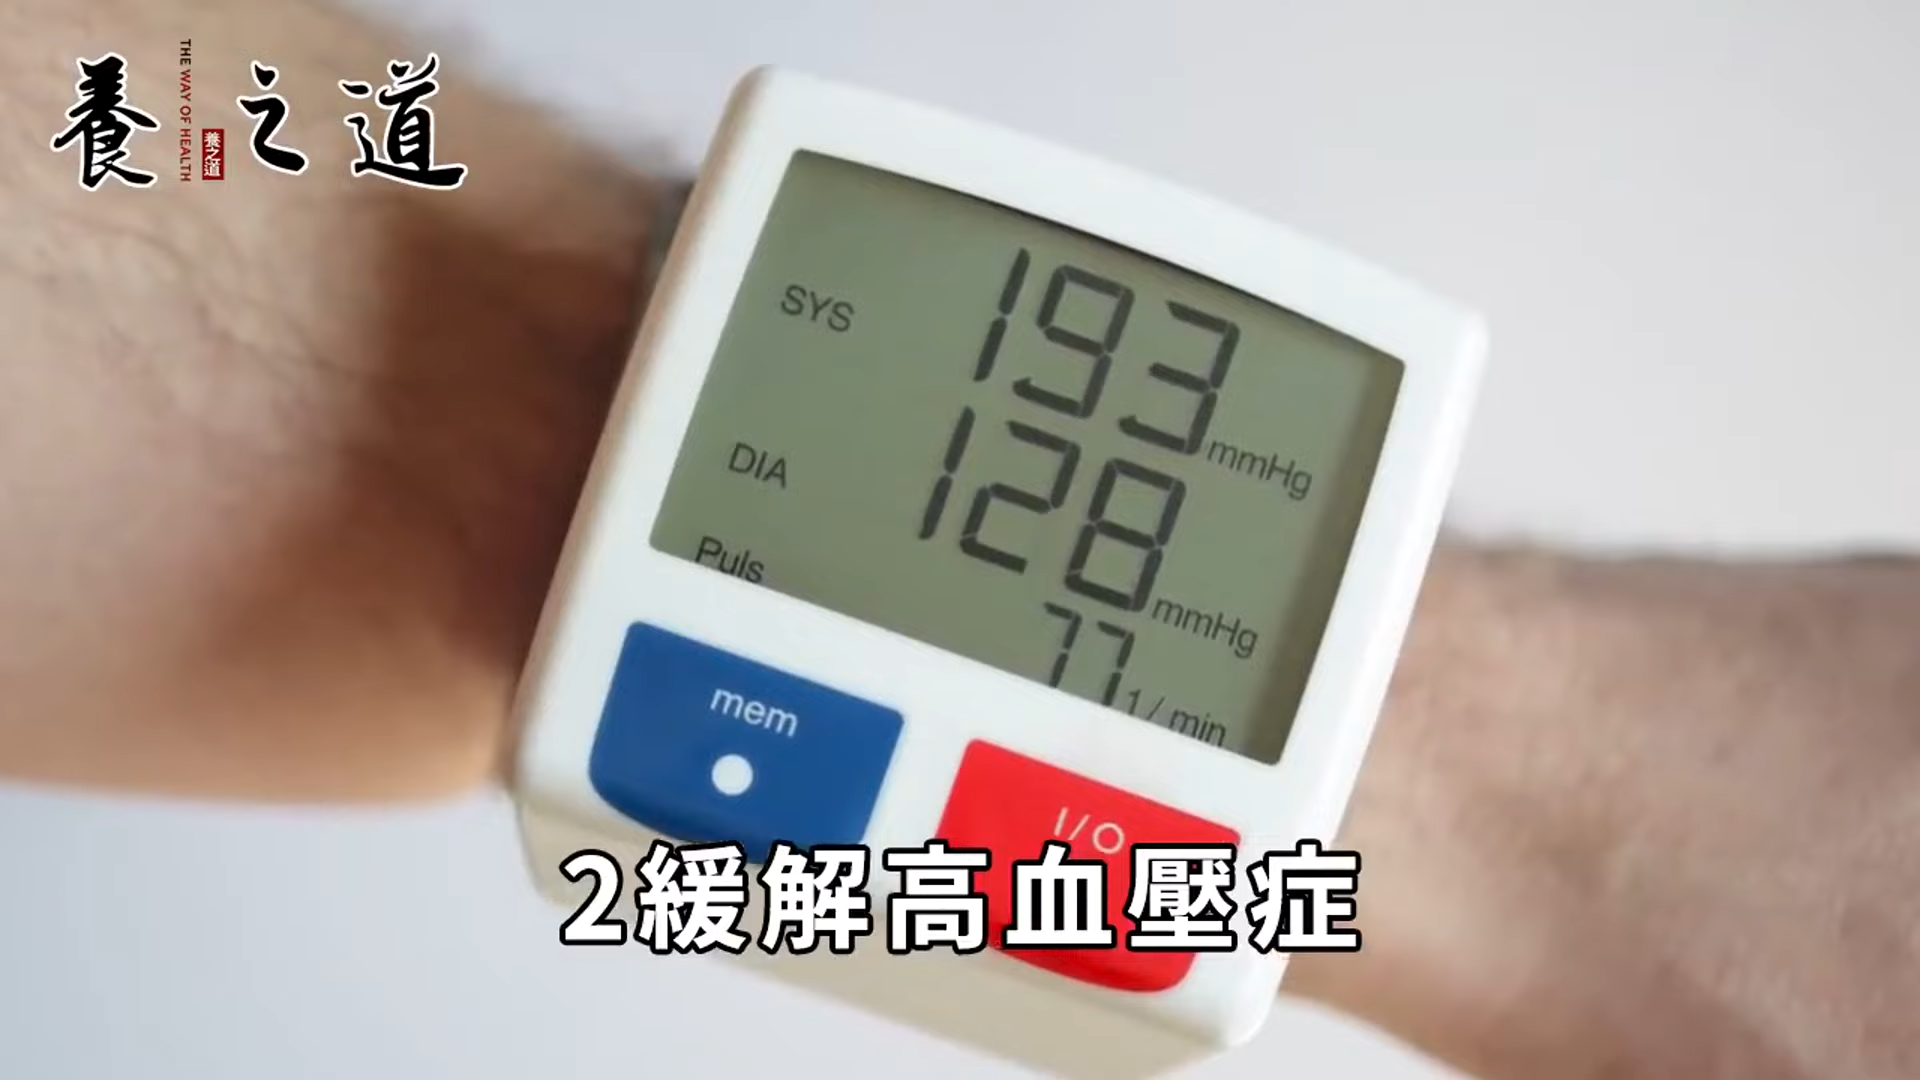 養之道
THE WAY OF HEALTH
養之道
SYS 193 mmHg
DIA 128 mmHg
Puls 77 1/min
mem
I/O
2緩解高血壓症